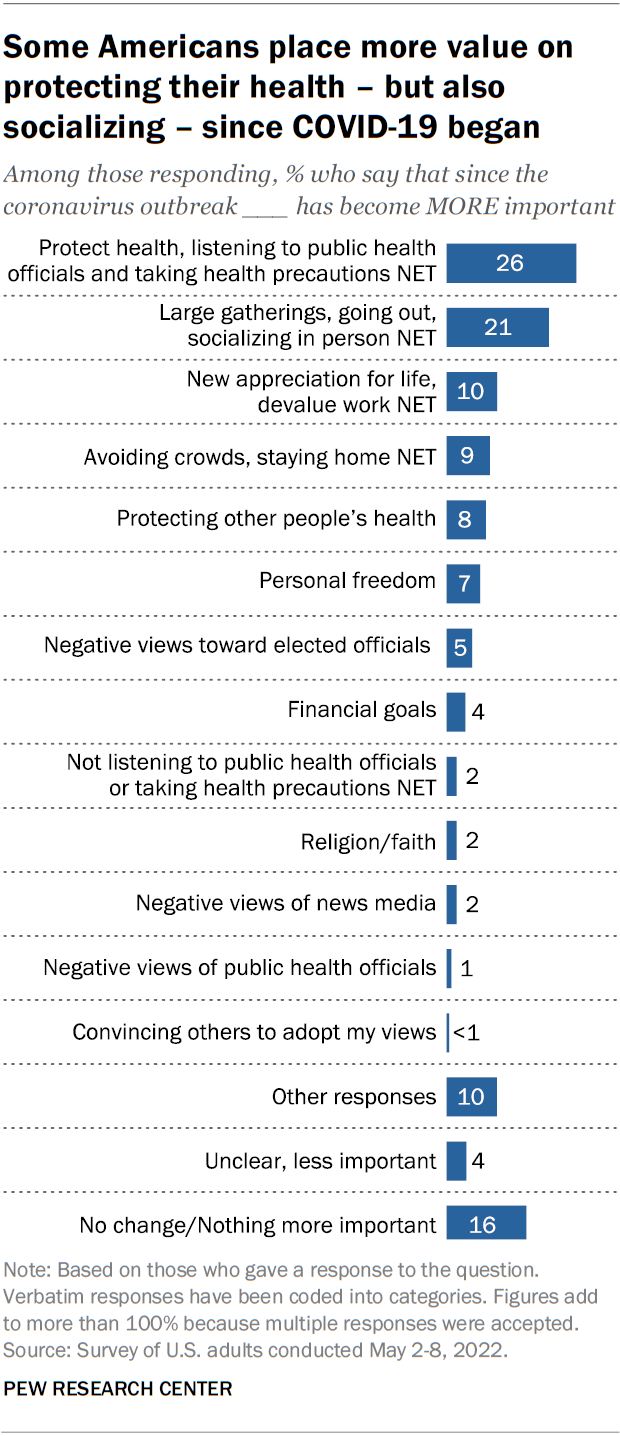 Some Americans place more value on
protecting their health – but also
socializing – since COVID-19 began
Among those responding, % who say that since the
coronavirus outbreak ___ has become MORE important
Protect health, listening to public health
officials and taking health precautions NET
26
Large gatherings, going out,
socializing in person NET
21
New appreciation for life,
devalue work NET
10
Avoiding crowds, staying home NET
9
Protecting other people’s health
8
Personal freedom
7
Negative views toward elected officials
5
Financial goals
4
Not listening to public health officials
or taking health precautions NET
2
Religion/faith
2
Negative views of news media
2
Negative views of public health officials
1
Convincing others to adopt my views
<1
Other responses
10
Unclear, less important
4
No change/Nothing more important
16
Note: Based on those who gave a response to the question.
Verbatim responses have been coded into categories. Figures add
to more than 100% because multiple responses were accepted.
Source: Survey of U.S. adults conducted May 2-8, 2022.
PEW RESEARCH CENTER